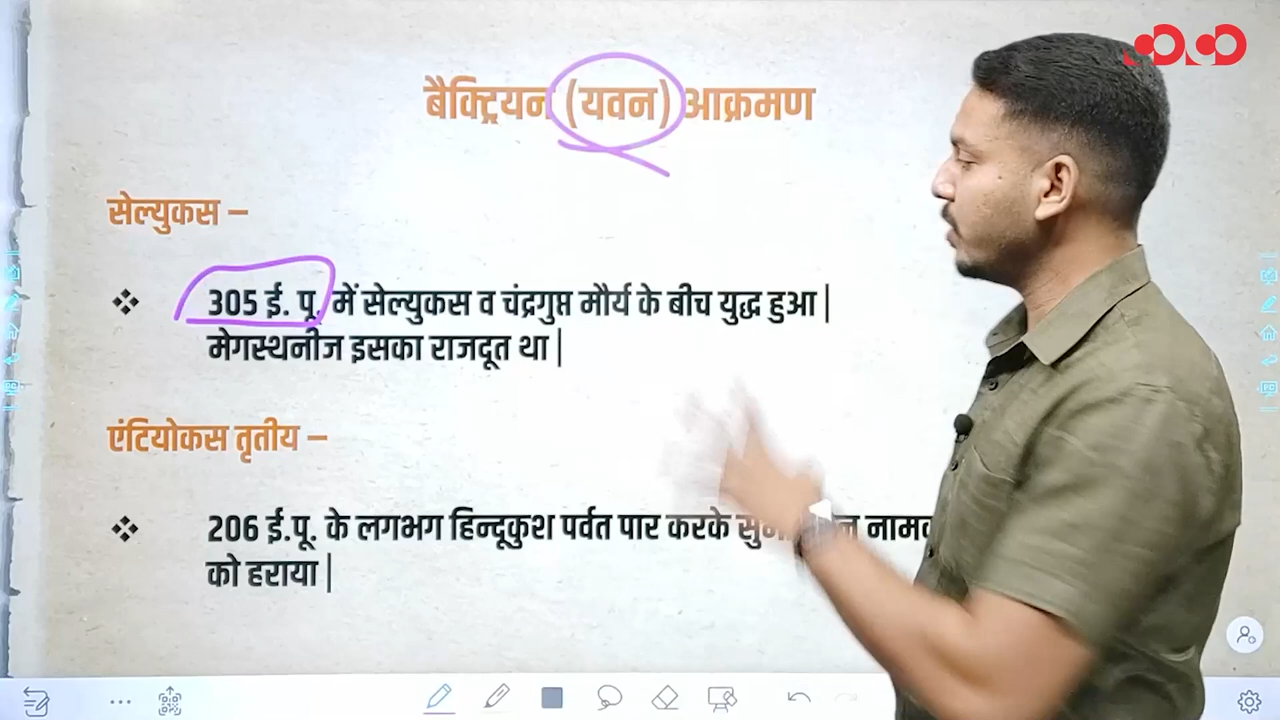 बैक्ट्रियन (यवन) आक्रमण
सेल्युकस –
305 ई. पू. में सेल्युकस व चंद्रगुप्त मौर्य के बीच युद्ध हुआ |
मेगस्थनीज इसका राजदूत था |
एंटियोकस तृतीय –
206 ई.पू. के लगभग हिन्दूकुश पर्वत पार करके
को हराया |